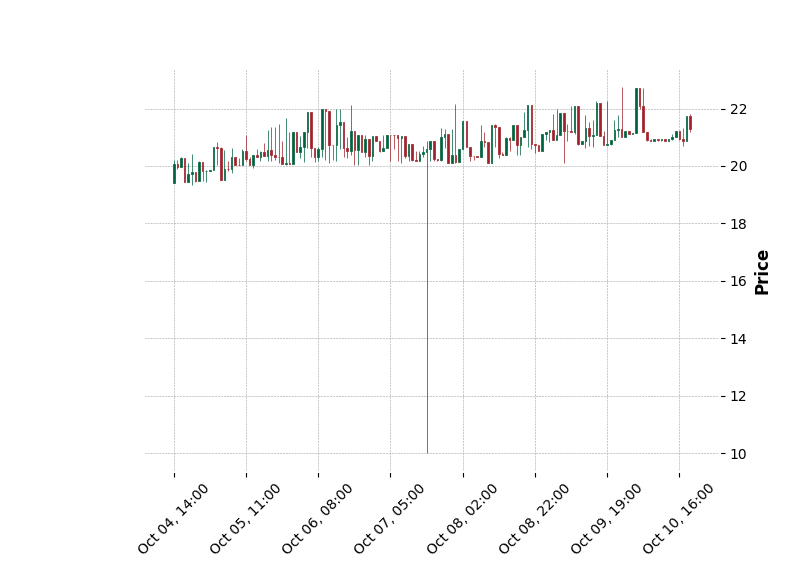 22
20
18
16
14
12
10
Price
Oct 04, 14:00
Oct 05, 11:00
Oct 06, 08:00
Oct 07, 05:00
Oct 08, 02:00
Oct 08, 22:00
Oct 09, 19:00
Oct 10, 16:00